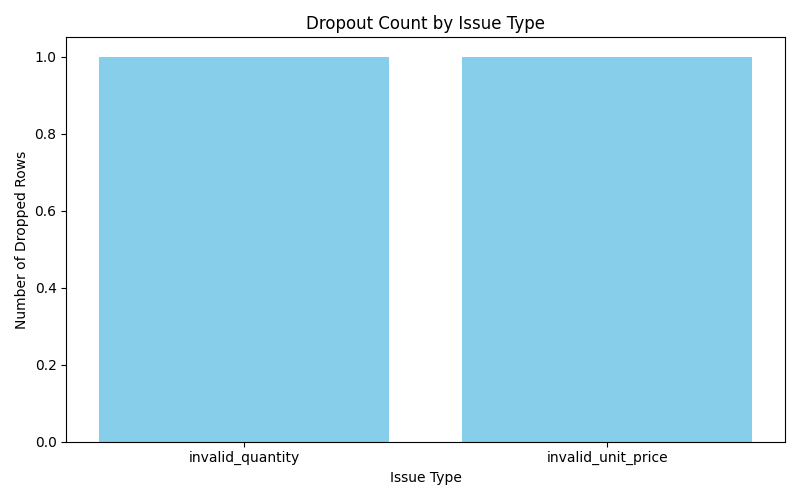 Dropout Count by Issue Type
1.0
0.8
0.6
0.4
0.2
0.0
Number of Dropped Rows
invalid_quantity
invalid_unit_price
Issue Type